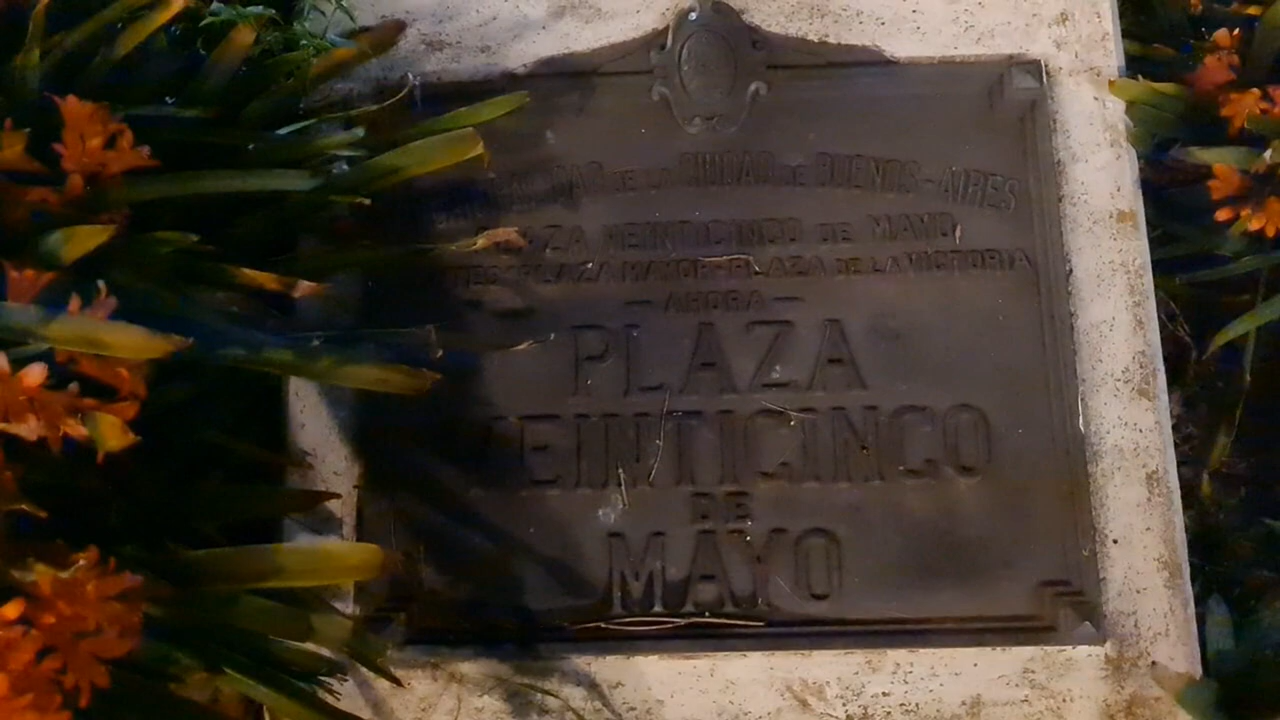 DAD DE LA CIUDAD DE BUENOS-AIRES
PLAZA VEINTICINCO DE MAYO
PLAZA MAYOR-PLAZA DE LA VICTORIA
- AHORA -
PLAZA
VEINTICINCO
DE
MAYO